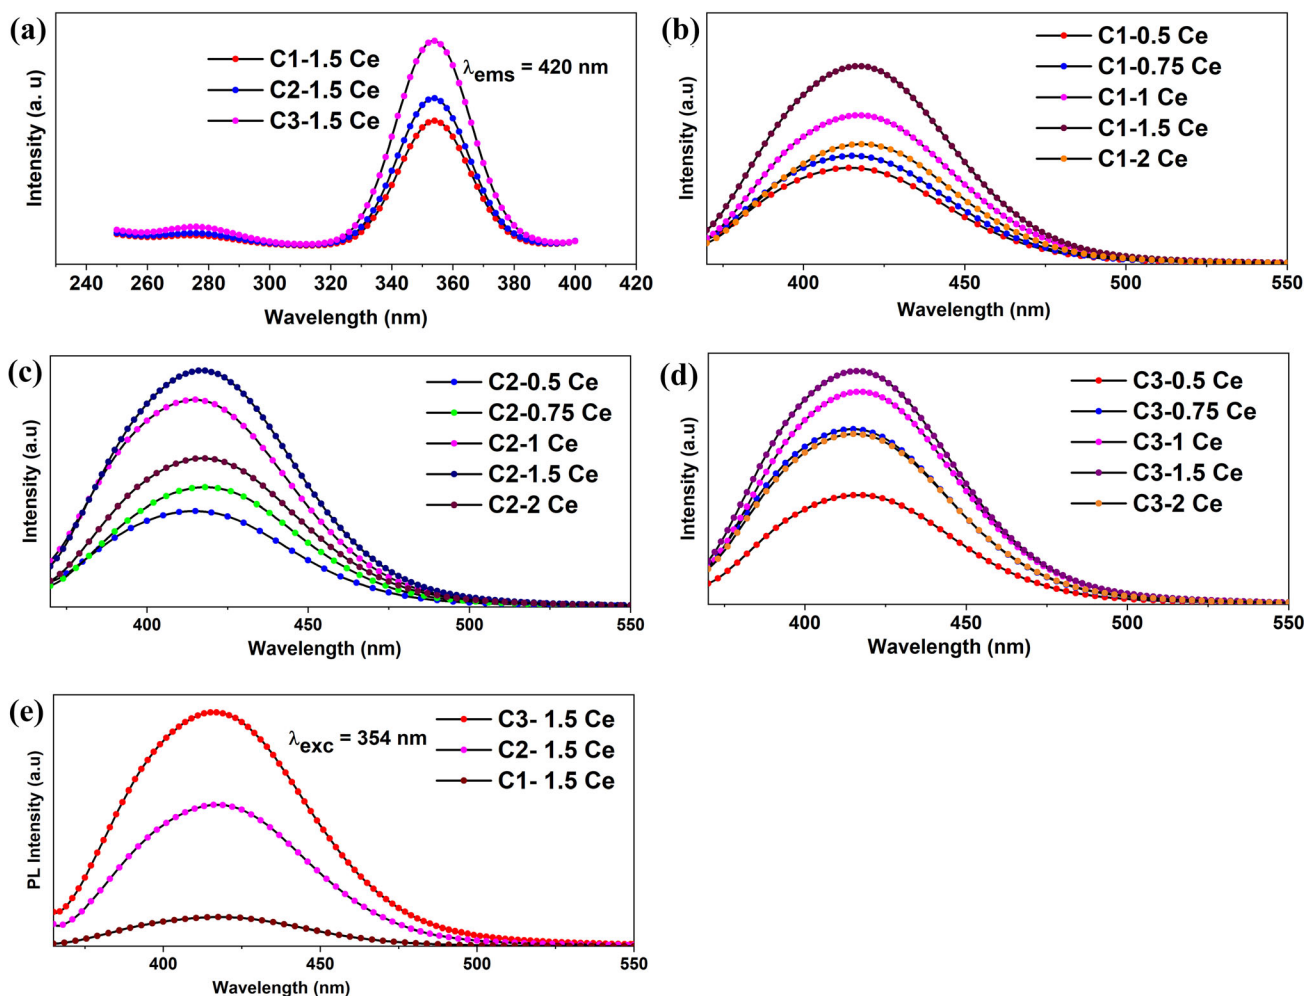 (a)
C1-1.5 Ce
C2-1.5 Ce
C3-1.5 Ce
λems = 420 nm
Intensity (a. u)
240 260 280 300 320 340 360 380 400 420
Wavelength (nm)
(b)
C1-0.5 Ce
C1-0.75 Ce
C1-1 Ce
C1-1.5 Ce
C1-2 Ce
Intensity (a.u)
400 450 500 550
Wavelength (nm)
(c)
C2-0.5 Ce
C2-0.75 Ce
C2-1 Ce
C2-1.5 Ce
C2-2 Ce
Intensity (a.u)
400 450 500 550
Wavelength (nm)
(d)
C3-0.5 Ce
C3-0.75 Ce
C3-1 Ce
C3-1.5 Ce
C3-2 Ce
Intensity (a.u)
400 450 500 550
Wavelength (nm)
(e)
λexc = 354 nm
C3- 1.5 Ce
C2- 1.5 Ce
C1- 1.5 Ce
PL Intensity (a.u)
400 450 500 550
Wavelength (nm)